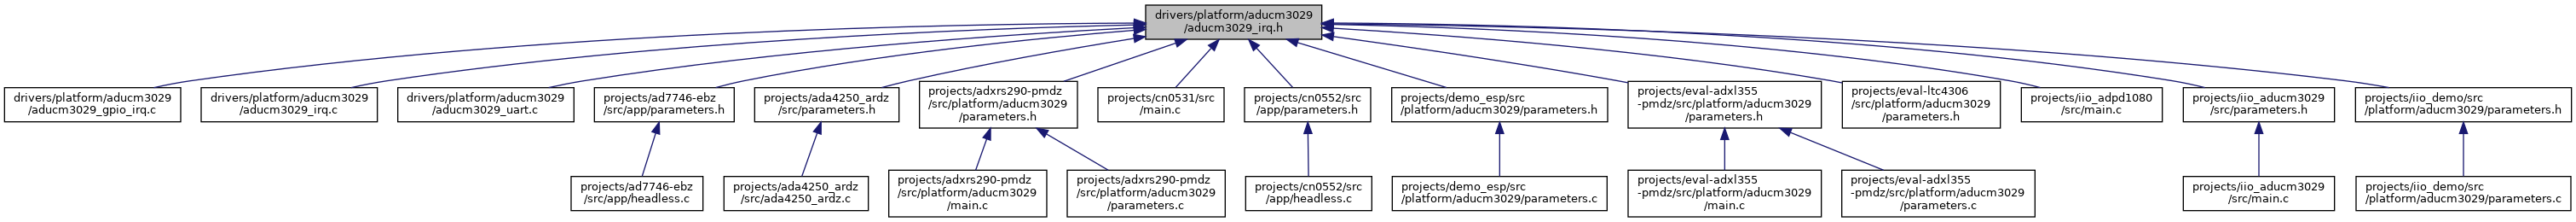 drivers/platform/aducm3029
/aducm3029_irq.h
drivers/platform/aducm3029
/aducm3029_gpio_irq.c
drivers/platform/aducm3029
/aducm3029_irq.c
drivers/platform/aducm3029
/aducm3029_uart.c
projects/ad7746-ebz
/src/app/parameters.h
projects/ada4250_ardz
/src/parameters.h
projects/adxrs290-pmdz
/src/platform/aducm3029
/parameters.h
projects/cn0531/src
/main.c
projects/cn0552/src
/app/parameters.h
projects/demo_esp/src
/platform/aducm3029/parameters.h
projects/eval-adxl355
-pmdz/src/platform/aducm3029
/parameters.h
projects/eval-ltc4306
/src/platform/aducm3029
/parameters.h
projects/iio_adpd1080
/src/main.c
projects/iio_aducm3029
/src/parameters.h
projects/iio_demo/src
/platform/aducm3029/parameters.h
projects/ad7746-ebz
/src/app/headless.c
projects/ada4250_ardz
/src/ada4250_ardz.c
projects/adxrs290-pmdz
/src/platform/aducm3029
/main.c
projects/adxrs290-pmdz
/src/platform/aducm3029
/parameters.c
projects/cn0552/src
/app/headless.c
projects/demo_esp/src
/platform/aducm3029/parameters.c
projects/eval-adxl355
-pmdz/src/platform/aducm3029
/main.c
projects/eval-adxl355
-pmdz/src/platform/aducm3029
/parameters.c
projects/iio_aducm3029
/src/main.c
projects/iio_demo/src
/platform/aducm3029/parameters.c